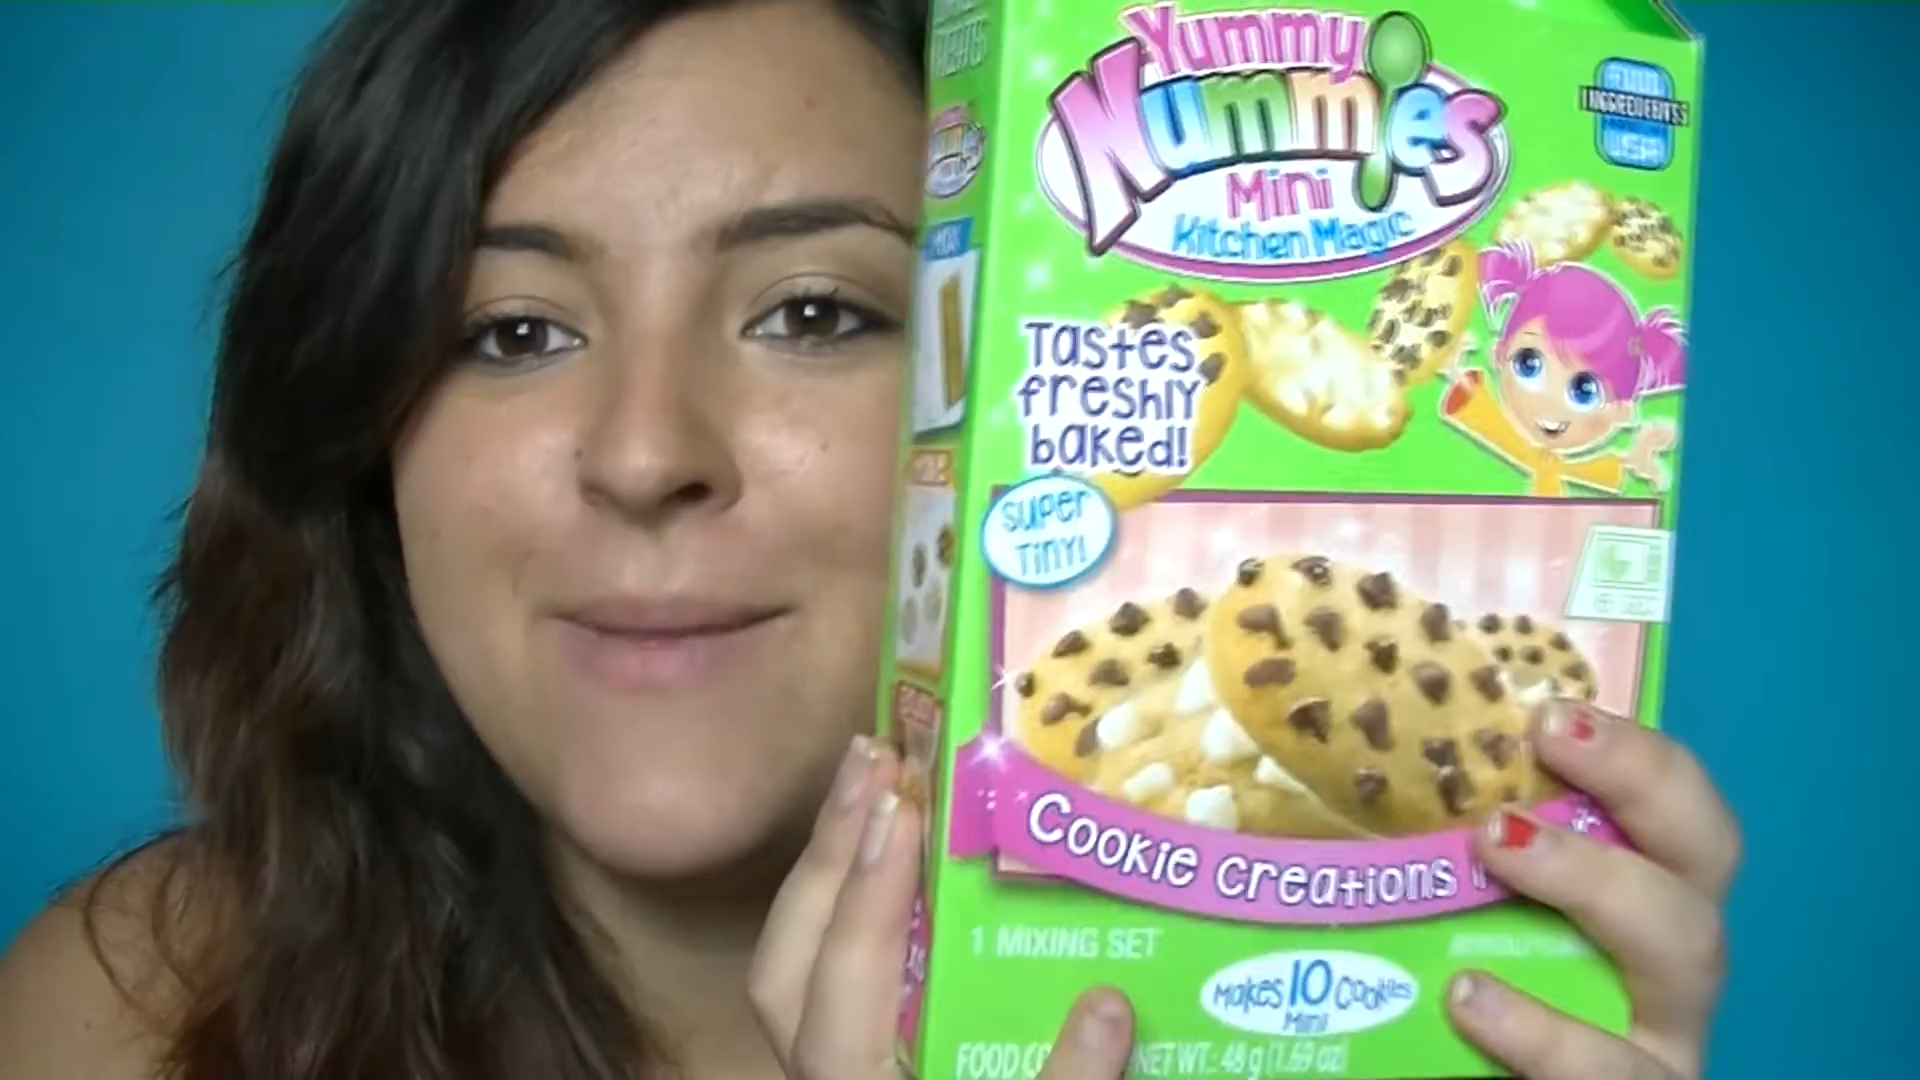 Yummy
Nummies
Mini
Kitchen Magic
INGREDIENTS
USA
Tastes
freshly
baked!
Super
Tiny!
Cookie Creations
1 MIXING SET
Makes 10 Cookies
Mini
FOOD
NET WT.: 48 g (1.69 oz)